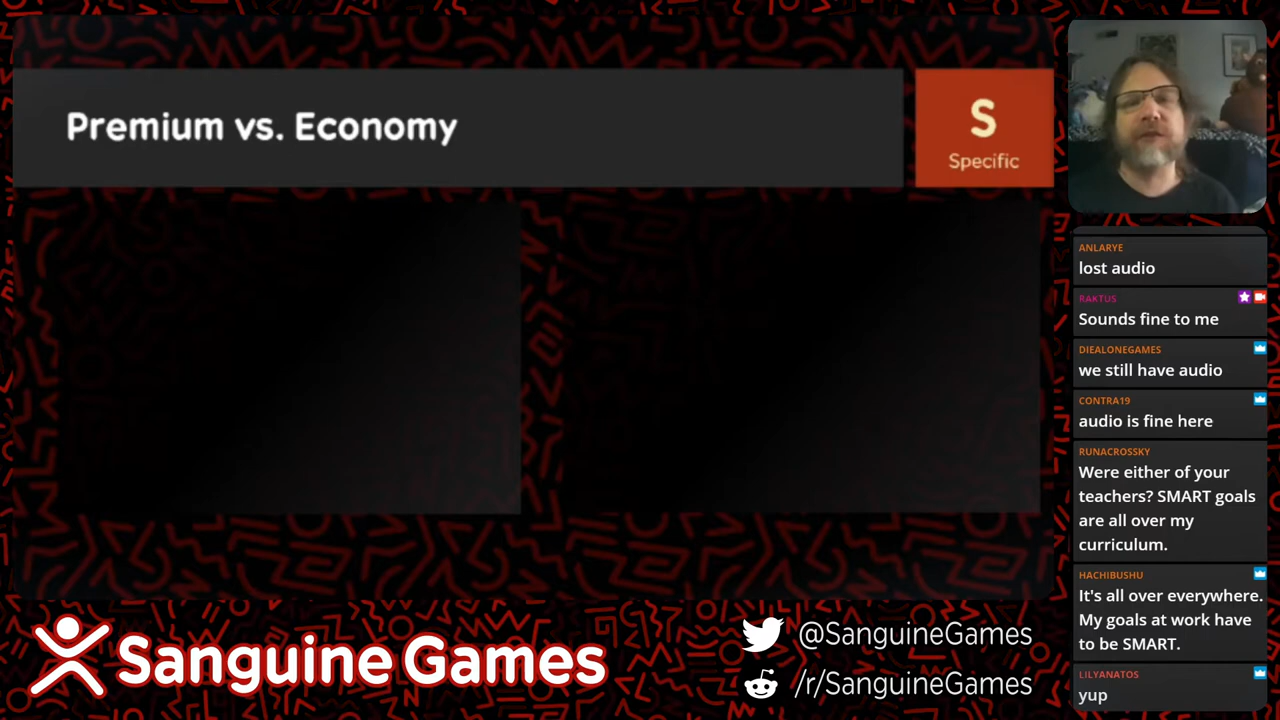 Premium vs. Economy
S
Specific
ANLARYE
lost audio
RAKTUS
Sounds fine to me
DIEALONEGAMES
we still have audio
CONTRA19
audio is fine here
RUNACROSSKY
Were either of your
teachers? SMART goals
are all over my
curriculum.
HACHIBUSHU
It's all over everywhere.
My goals at work have
to be SMART.
LILYANATOS
yup
Sanguine Games
@SanguineGames
/r/SanguineGames